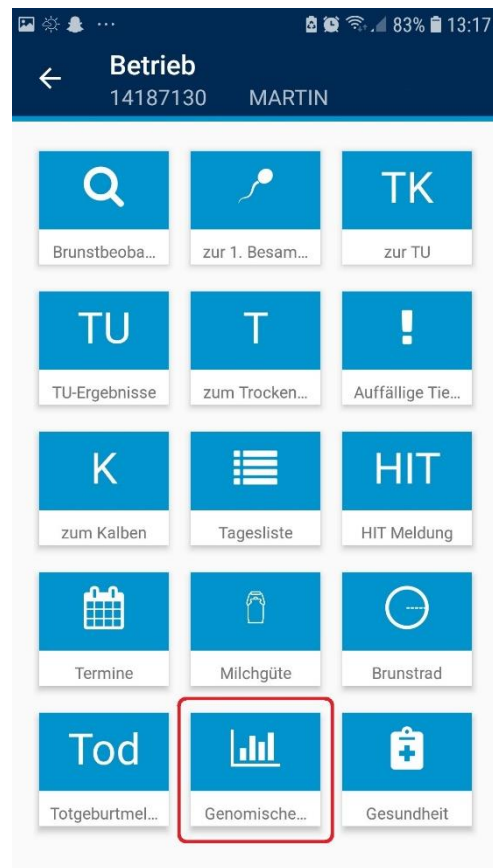 83% 13:17
Betrieb
14187130 MARTIN
TK
Brunstbeoba... zur 1. Besam... zur TU
TU T !
TU-Ergebnisse zum Trocken... Auffällige Tie...
K HIT
zum Kalben Tagesliste HIT Meldung
Termine Milchgüte Brunstrad
Tod
Totgeburtmel... Genomische... Gesundheit